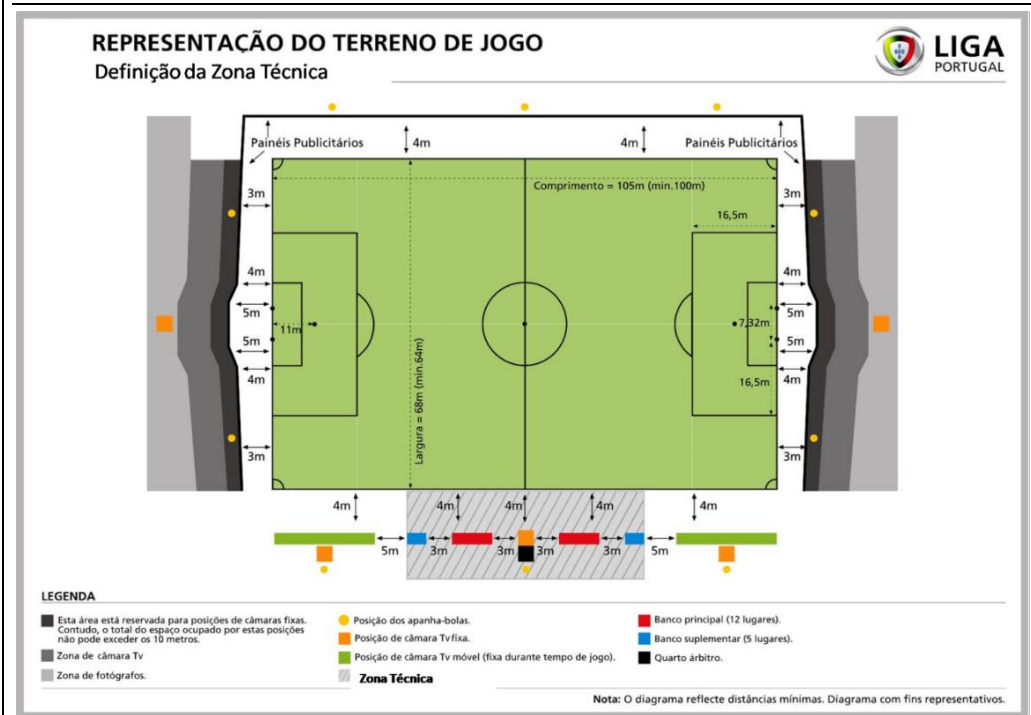 REPRESENTAÇÃO DO TERRENO DE JOGO
Definição da Zona Técnica
LIGA
PORTUGAL
Painéis Publicitários
4m
4m
Painéis Publicitários
Comprimento = 105m (min.100m)
3m
3m
16,5m
4m
4m
5m
5m
11m
7,32m
5m
5m
4m
4m
16,5m
Largura = 68m (min.64m)
3m
3m
4m
4m
4m
4m
4m
5m
3m
3m
3m
3m
5m
LEGENDA
Esta área está reservada para posições de câmaras fixas.
Contudo, o total do espaço ocupado por estas posições
não pode exceder os 10 metros.
Zona de câmara Tv
Zona de fotógrafos.
Posição dos apanha-bolas.
Posição de câmara Tv fixa.
Posição de câmara Tv móvel (fixa durante tempo de jogo).
Zona Técnica
Banco principal (12 lugares).
Banco suplementar (5 lugares).
Quarto árbitro.
Nota: O diagrama reflecte distâncias mínimas. Diagrama com fins representativos.